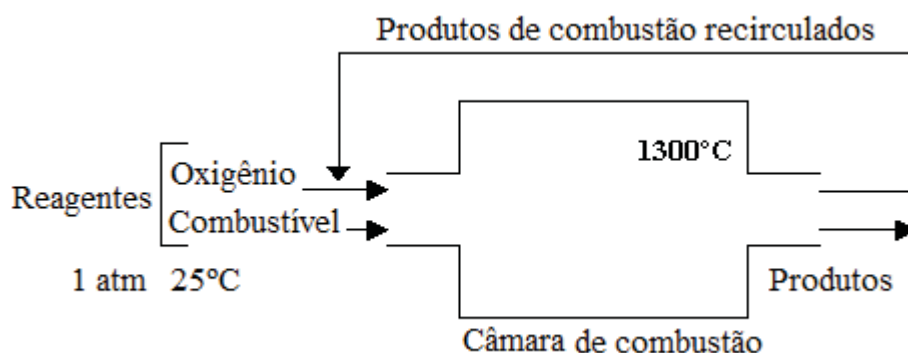 Produtos de combustão recirculados
1300°C
Oxigênio
Reagentes
Combustível
1 atm 25°C
Produtos
Câmara de combustão